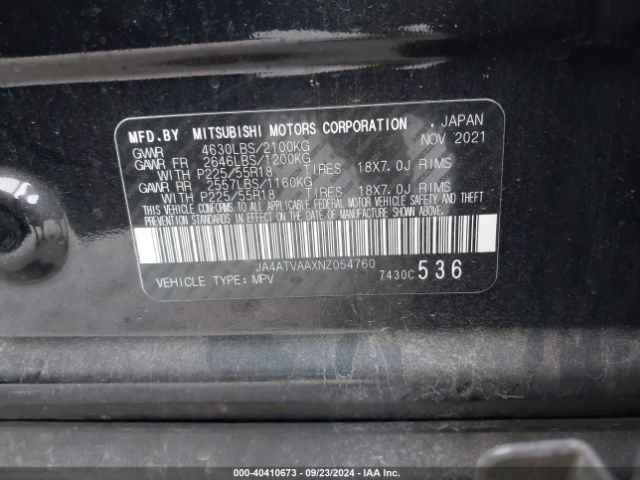 MFD.BY MITSUBISHI MOTORS CORPORATION . JAPAN
GVWR 4630LBS/2100KG NOV 2021
GAWR FR 2646LBS/1200KG
WITH P225/55R18 TIRES 18X7.0J RIMS
GAWR RR 2557LBS/1160KG
WITH P225/55R18 TIRES 18X7.0J RIMS
THIS VEHICLE CONFORMS TO ALL APPLICABLE FEDERAL MOTOR VEHICLE SAFETY AND THEFT
PREVENTION STANDARDS IN EFFECT ON THE DATE OF MANUFACTURE SHOWN ABOVE.
JA4ATVAAXNZ054760
VEHICLE TYPE: MPV 7430C 536
000-40410673 - 09/23/2024 - IAA Inc.